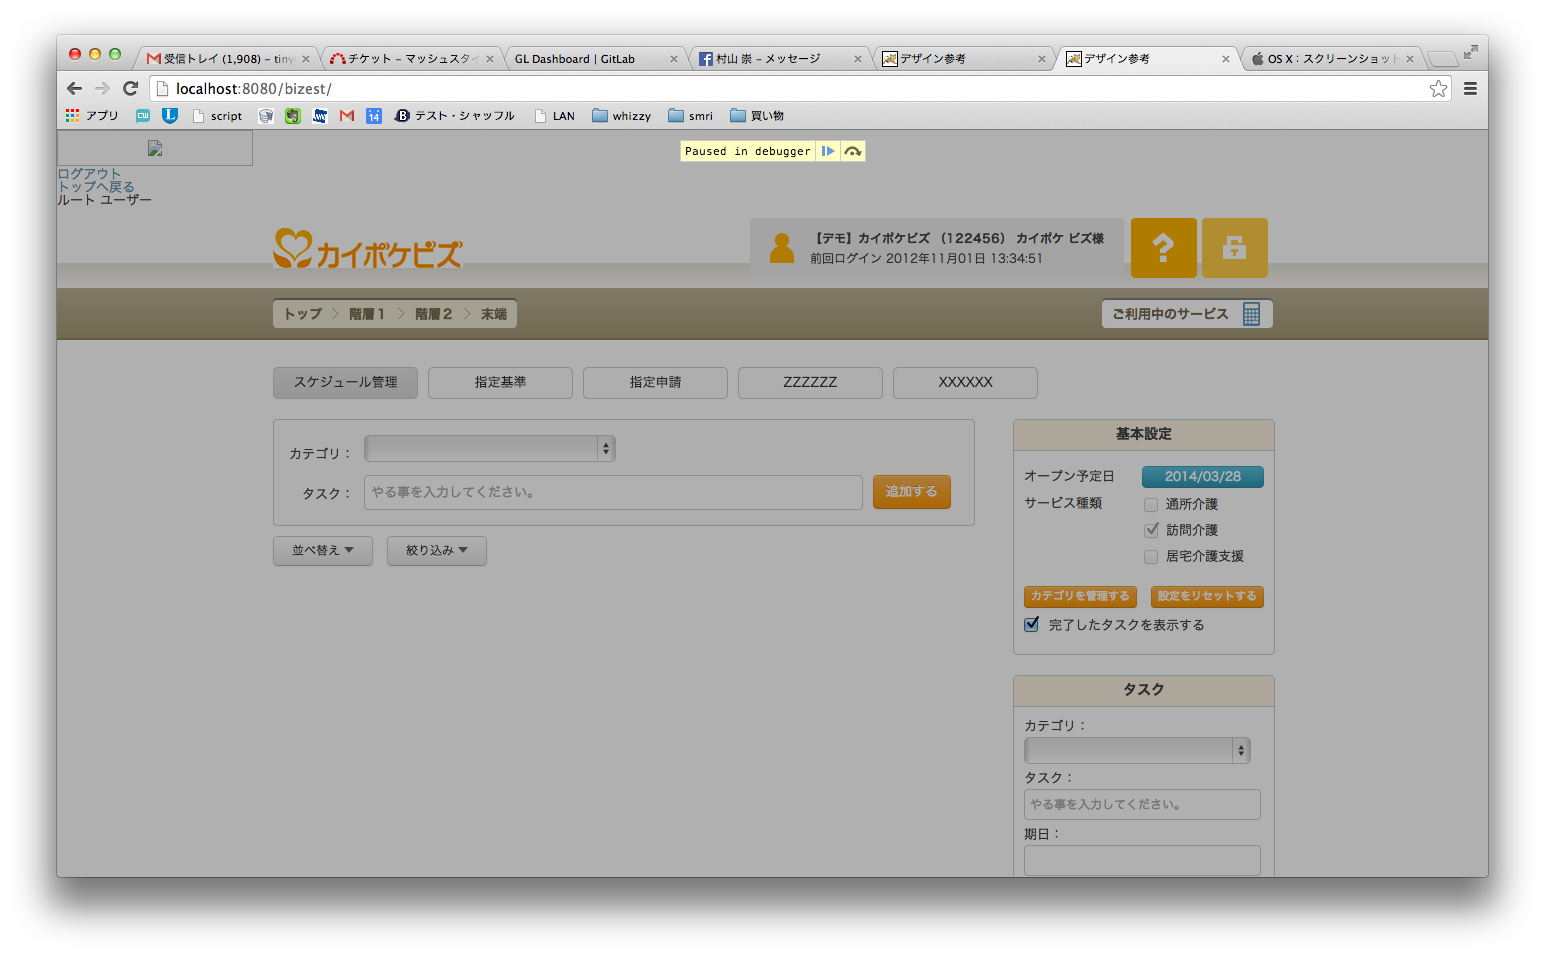 受信トレイ (1,908) – tiny
チケット – マッシュスタイ
GL Dashboard | GitLab
村山 崇 – メッセージ
デザイン参考
デザイン参考
OS X：スクリーンショット
localhost:8080/bizest/
アプリ
CW
L
script
14
B
テスト・シャッフル
LAN
whizzy
smri
買い物
Paused in debugger
ログアウト
トップへ戻る
ルート ユーザー
カイポケビズ
【デモ】カイポケビズ （122456） カイポケ ビズ様
前回ログイン 2012年11月01日 13:34:51
?
トップ
階層１
階層２
末端
ご利用中のサービス
スケジュール管理
指定基準
指定申請
ZZZZZZ
XXXXXX
カテゴリ：
タスク：
やる事を入力してください。
追加する
並べ替え
絞り込み
基本設定
オープン予定日
2014/03/28
サービス種類
通所介護
訪問介護
居宅介護支援
カテゴリを管理する
設定をリセットする
完了したタスクを表示する
タスク
カテゴリ：
タスク：
やる事を入力してください。
期日：